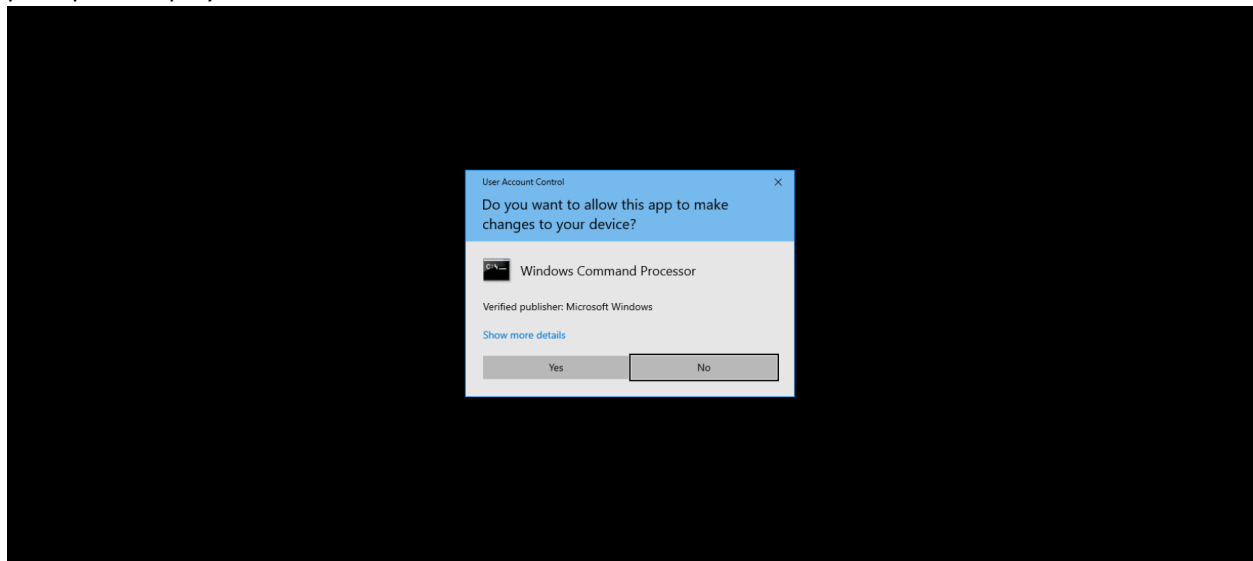 User Account Control
Do you want to allow this app to make
changes to your device?
C:\_
Windows Command Processor
Verified publisher: Microsoft Windows
Show more details
Yes No